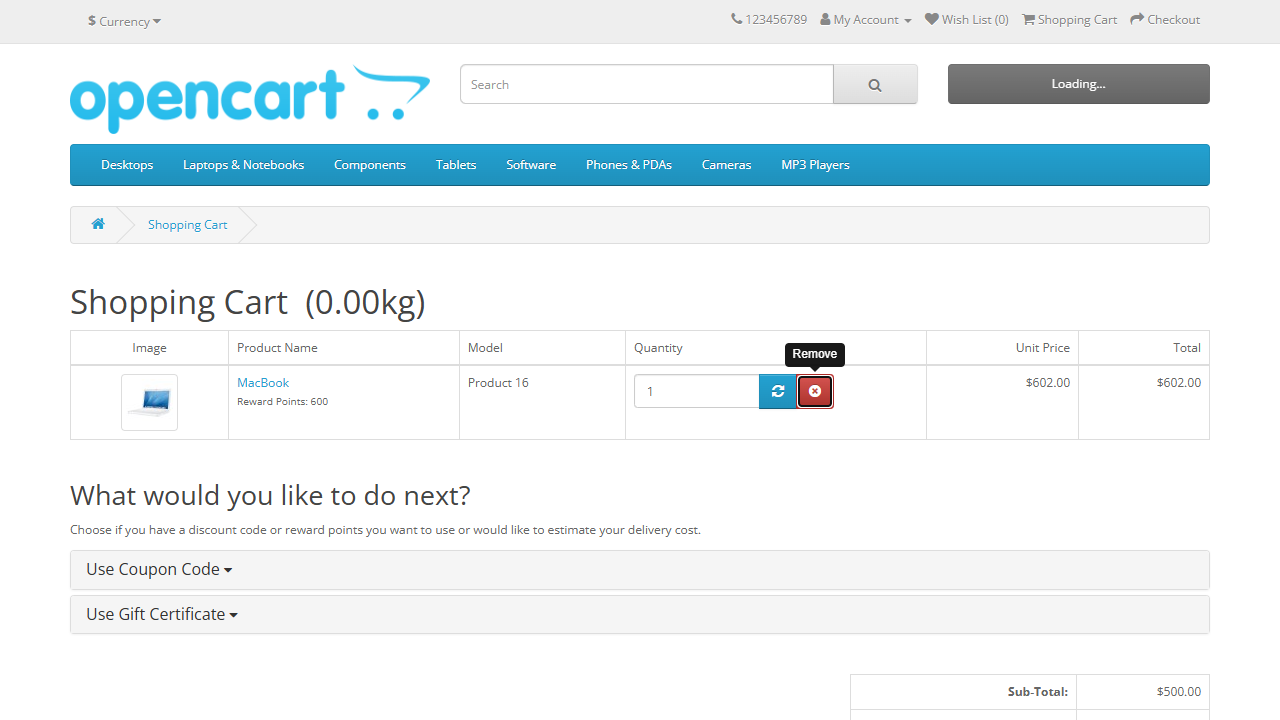 $ Currency
123456789 My Account Wish List (0) Shopping Cart Checkout
opencart
Search
Loading...
Desktops Laptops & Notebooks Components Tablets Software Phones & PDAs Cameras MP3 Players
Shopping Cart
Shopping Cart (0.00kg)
Image Product Name Model Quantity Unit Price Total
Remove
MacBook Product 16 1 $602.00 $602.00
Reward Points: 600
What would you like to do next?
Choose if you have a discount code or reward points you want to use or would like to estimate your delivery cost.
Use Coupon Code
Use Gift Certificate
Sub-Total: $500.00